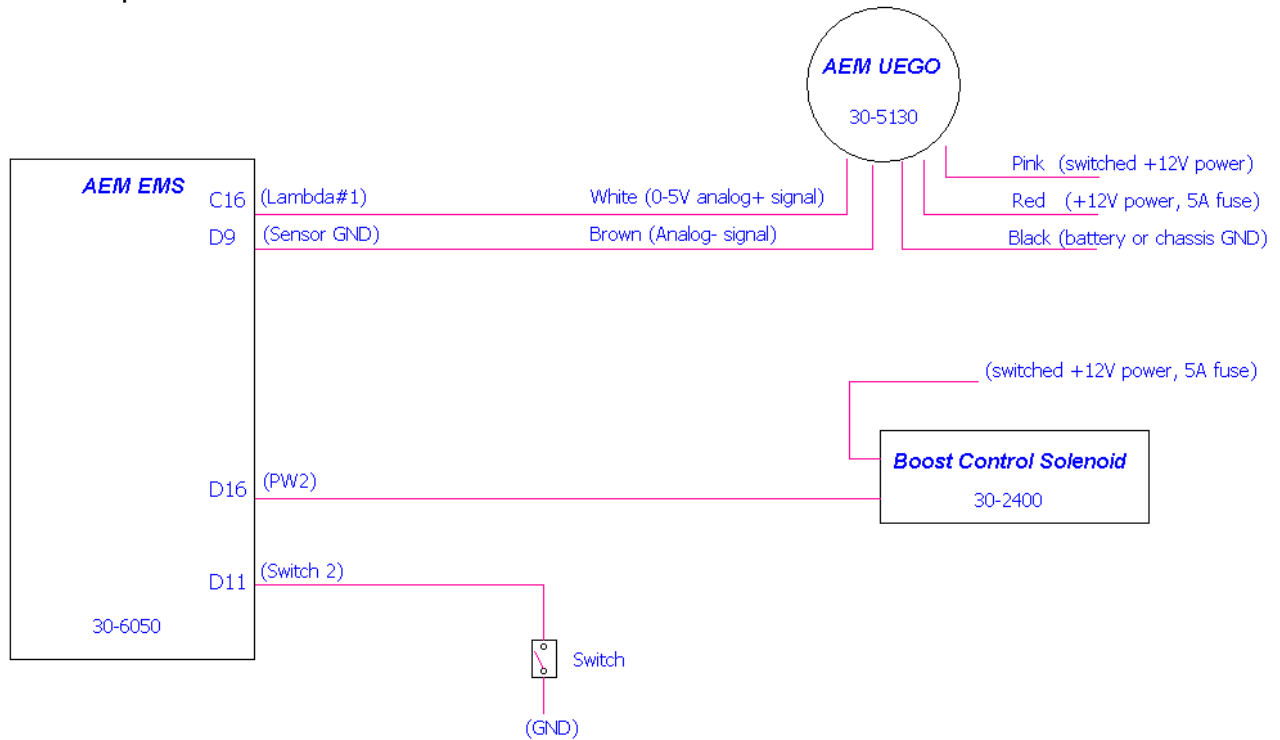 AEM UEGO
30-5130
Pink (switched +12V power)
Red (+12V power, 5A fuse)
Black (battery or chassis GND)
AEM EMS
C16 (Lambda#1) White (0-5V analog+ signal)
D9 (Sensor GND) Brown (Analog- signal)
(switched +12V power, 5A fuse)
Boost Control Solenoid
30-2400
D16 (PW2)
D11 (Switch 2)
30-6050
Switch
(GND)